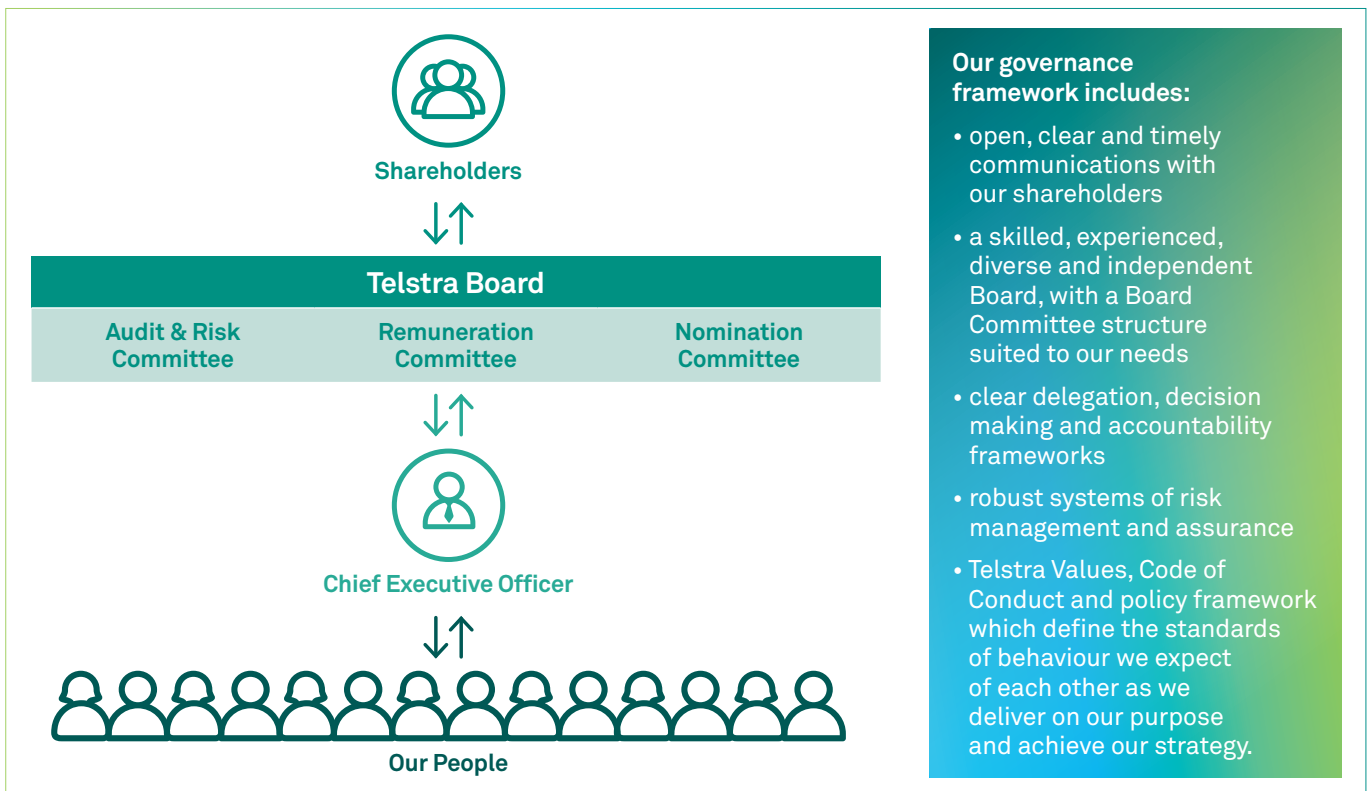 Shareholders
Telstra Board
Audit & Risk
Committee
Remuneration
Committee
Nomination
Committee
Chief Executive Officer
Our People
Our governance
framework includes:
• open, clear and timely
communications with
our shareholders
• a skilled, experienced,
diverse and independent
Board, with a Board
Committee structure
suited to our needs
• clear delegation, decision
making and accountability
frameworks
• robust systems of risk
management and assurance
• Telstra Values, Code of
Conduct and policy framework
which define the standards
of behaviour we expect
of each other as we
deliver on our purpose
and achieve our strategy.